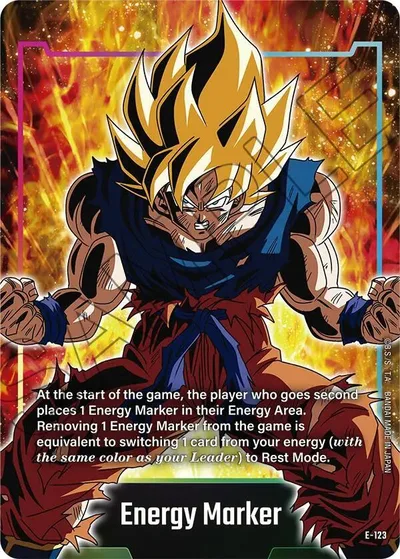 At the start of the game, the player who goes second
places 1 Energy Marker in their Energy Area.
Removing 1 Energy Marker from the game is
equivalent to switching 1 card from your energy (with
the same color as your Leader) to Rest Mode.
Energy Marker
E-123
©B.S./S., T.A. BANDAI MADE IN JAPAN
SAMPLE